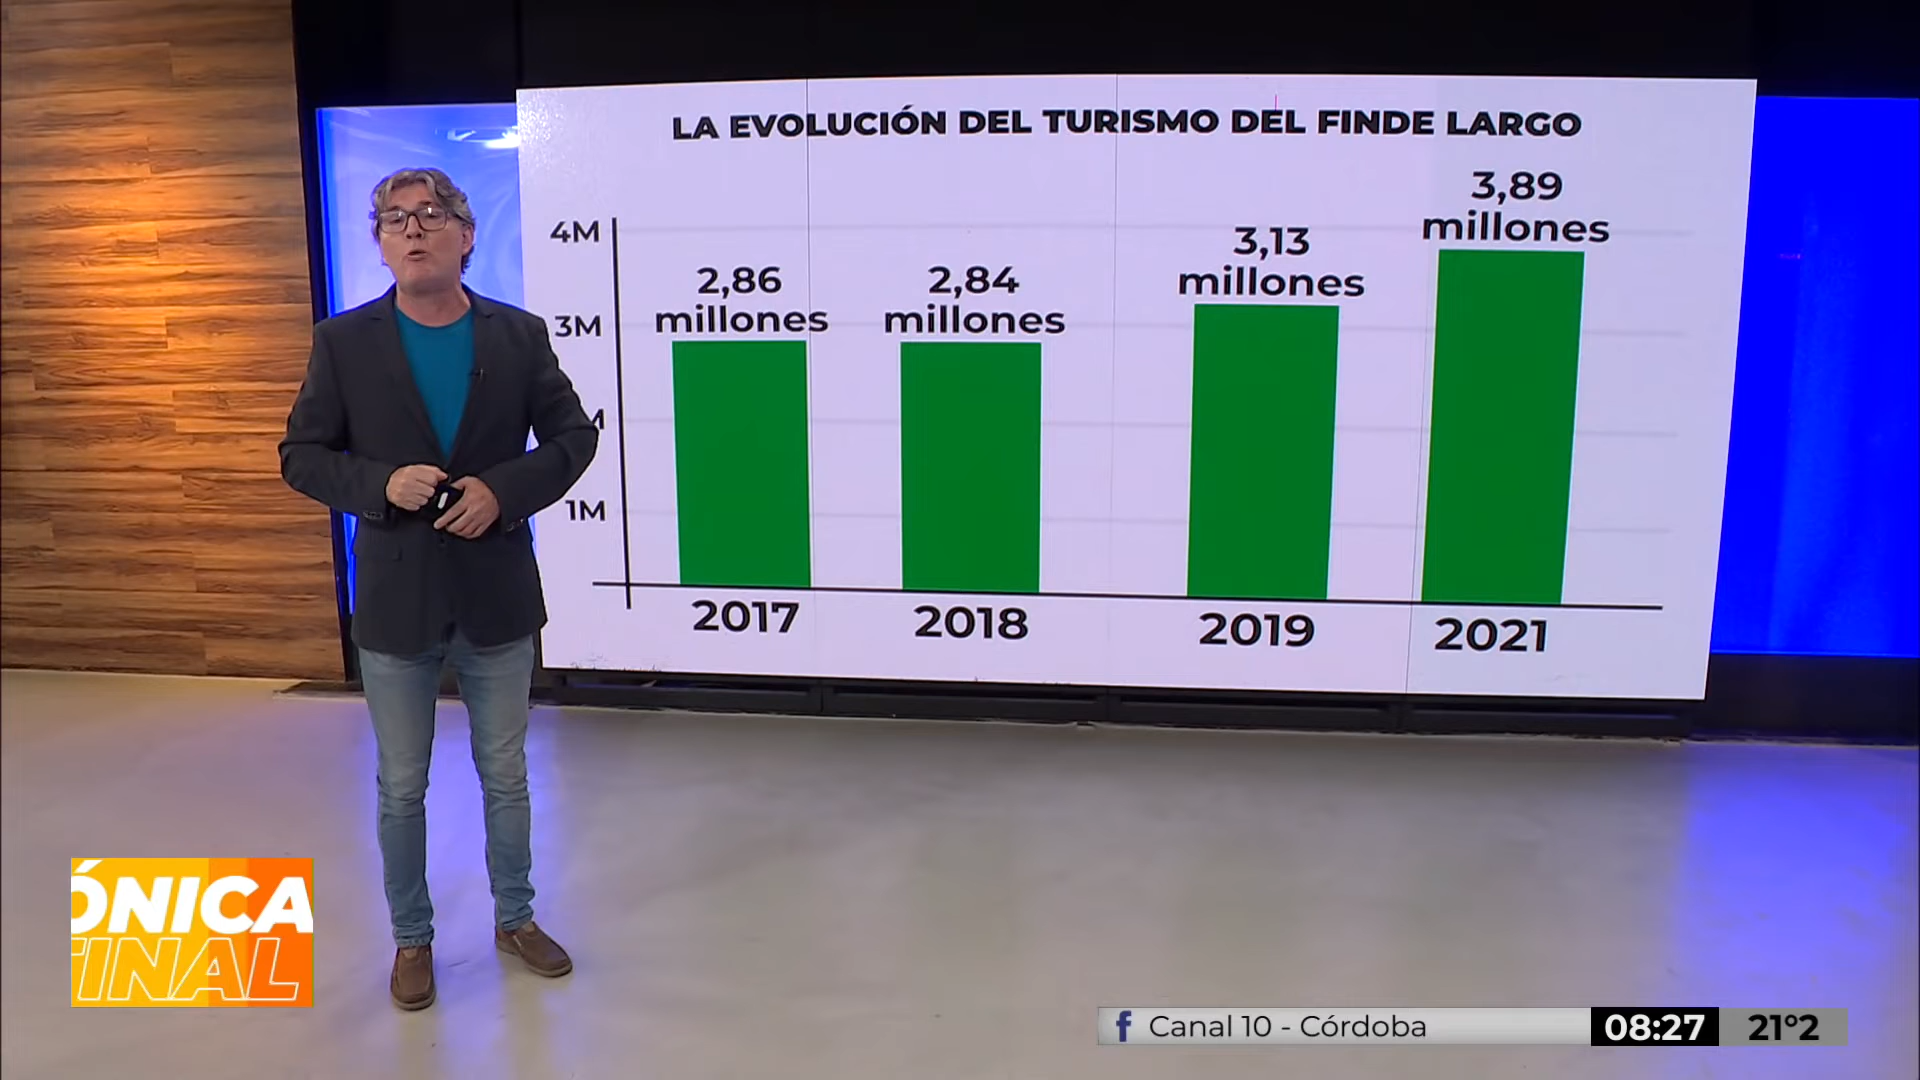 LA EVOLUCIÓN DEL TURISMO DEL FINDE LARGO
4M
3M
1M
2,86
millones
2,84
millones
3,13
millones
3,89
millones
2017
2018
2019
2021
ÓNICA
INAL
Canal 10 - Córdoba
08:27
21°2